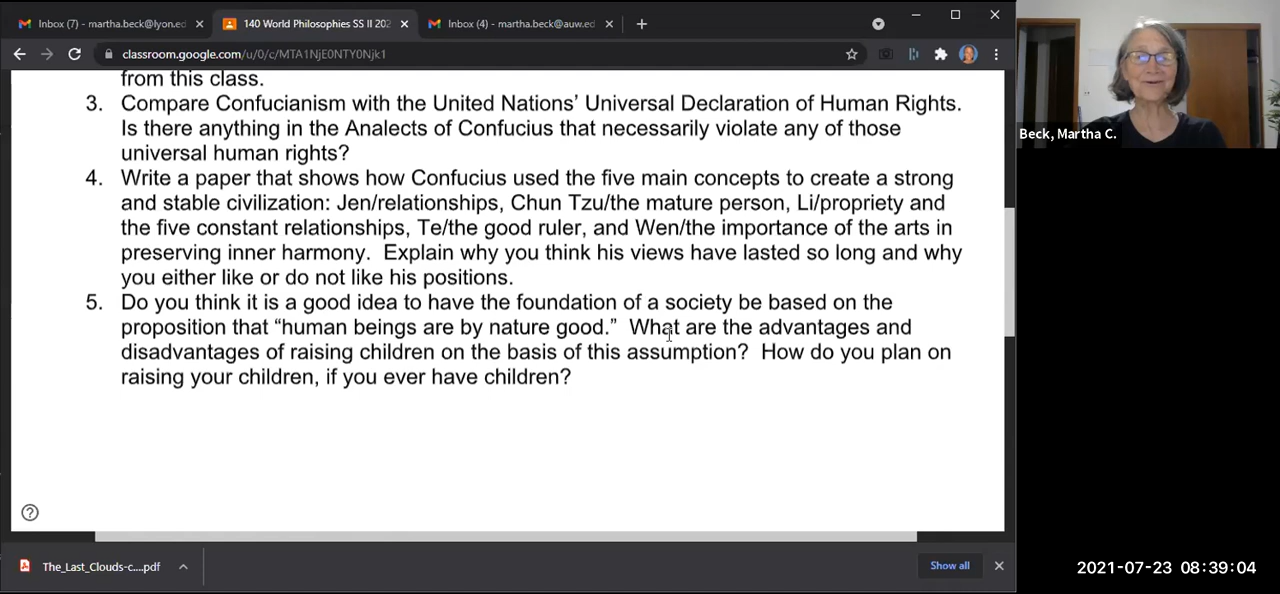 Inbox (7) - martha.beck@lyon.ed
140 World Philosophies SS II 202
Inbox (4) - martha.beck@auw.ed
classroom.google.com/u/0/c/MTA1NjE0NTY0Njk1
from this class.
3. Compare Confucianism with the United Nations’ Universal Declaration of Human Rights.
Is there anything in the Analects of Confucius that necessarily violate any of those
universal human rights?
4. Write a paper that shows how Confucius used the five main concepts to create a strong
and stable civilization: Jen/relationships, Chun Tzu/the mature person, Li/propriety and
the five constant relationships, Te/the good ruler, and Wen/the importance of the arts in
preserving inner harmony. Explain why you think his views have lasted so long and why
you either like or do not like his positions.
5. Do you think it is a good idea to have the foundation of a society be based on the
proposition that “human beings are by nature good.” What are the advantages and
disadvantages of raising children on the basis of this assumption? How do you plan on
raising your children, if you ever have children?
Beck, Martha C.
The_Last_Clouds-c....pdf
Show all
2021-07-23 08:39:04